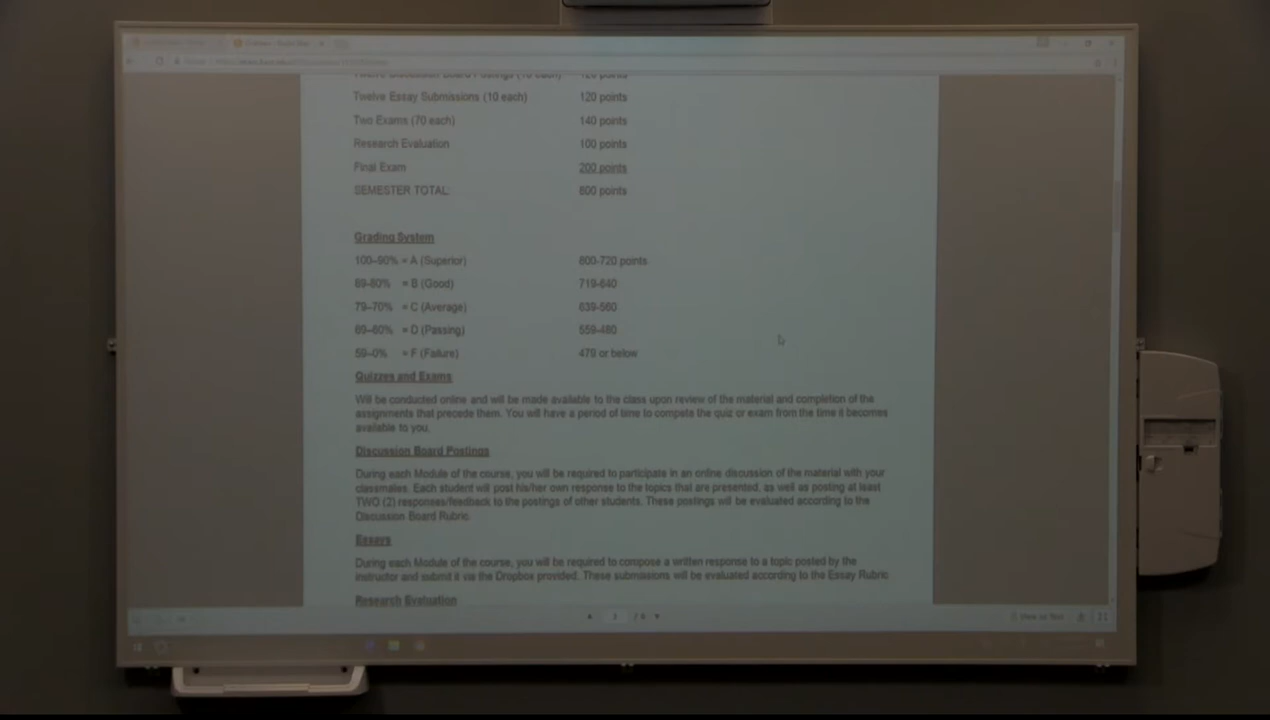 Twelve Discussion Board Postings (10 each) 120 points
Twelve Essay Submissions (10 each) 120 points
Two Exams (70 each) 140 points
Research Evaluation 100 points
Final Exam 200 points
SEMESTER TOTAL: 800 points
Grading System
100–90% = A (Superior) 800-720 points
89–80% = B (Good) 719-640
79–70% = C (Average) 639-560
69–60% = D (Passing) 559-480
59–0% = F (Failure) 479 or below
Quizzes and Exams
Will be conducted online and will be made available to the class upon review of the material and completion of the
assignments that precede them. You will have a period of time to compete the quiz or exam from the time it becomes
available to you.
Discussion Board Postings
During each Module of the course, you will be required to participate in an online discussion of the material with your
classmates. Each student will post his/her own response to the topics that are presented, as well as posting at least
TWO (2) responses/feedback to the postings of other students. These postings will be evaluated according to the
Discussion Board Rubric.
Essays
During each Module of the course, you will be required to compose a written response to a topic posted by the
instructor and submit it via the Dropbox provided. These submissions will be evaluated according to the Essay Rubric
Research Evaluation